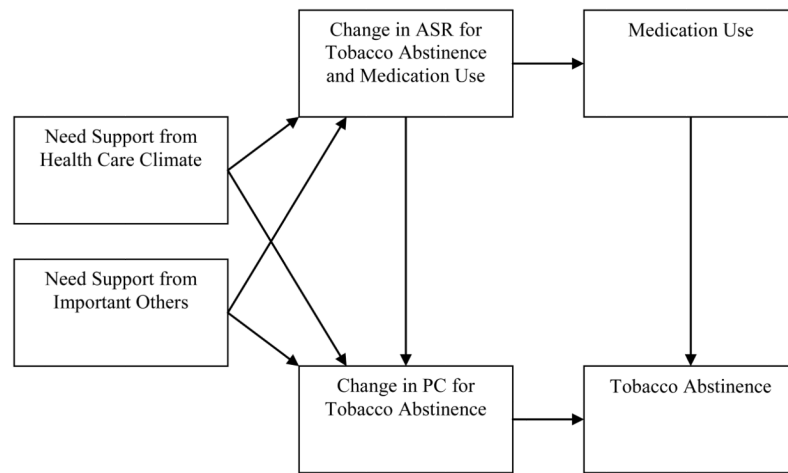 Change in ASR for
Tobacco Abstinence
and Medication Use
Medication Use
Need Support from
Health Care Climate
Need Support from
Important Others
Change in PC for
Tobacco Abstinence
Tobacco Abstinence